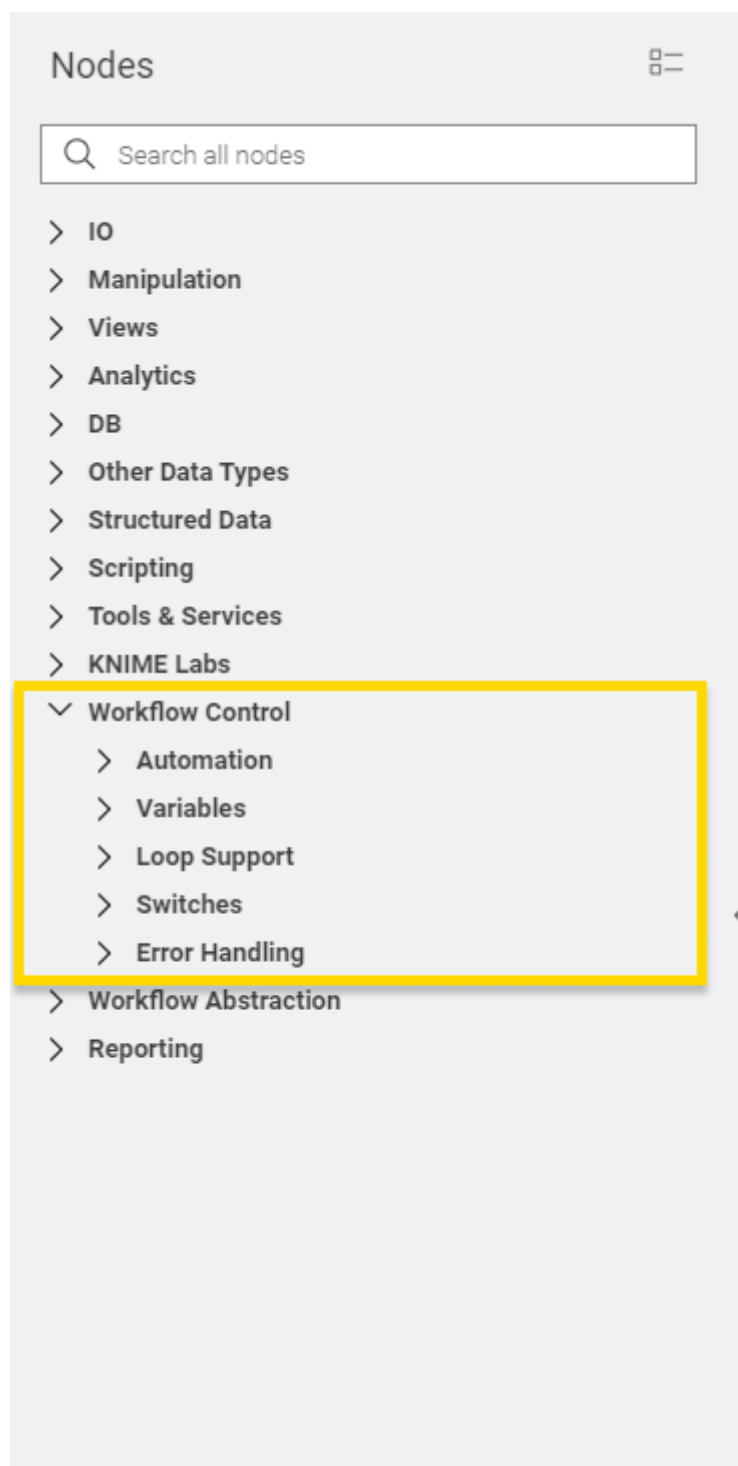 Nodes
Search all nodes
IO
Manipulation
Views
Analytics
DB
Other Data Types
Structured Data
Scripting
Tools & Services
KNIME Labs
Workflow Control
Automation
Variables
Loop Support
Switches
Error Handling
Workflow Abstraction
Reporting